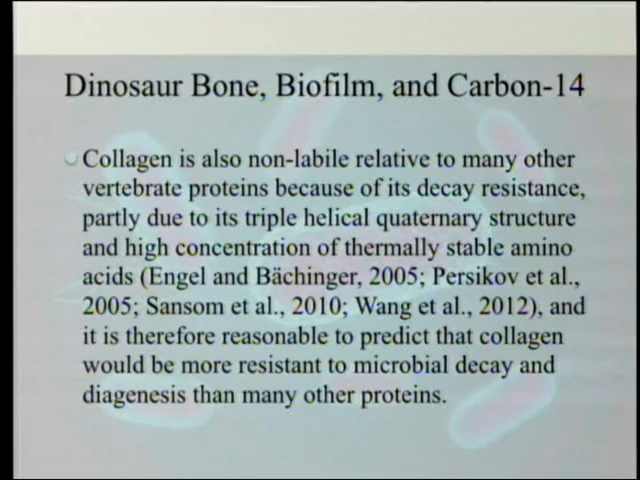 Dinosaur Bone, Biofilm, and Carbon-14
Collagen is also non-labile relative to many other
vertebrate proteins because of its decay resistance,
partly due to its triple helical quaternary structure
and high concentration of thermally stable amino
acids (Engel and Bächinger, 2005; Persikov et al.,
2005; Sansom et al., 2010; Wang et al., 2012), and
it is therefore reasonable to predict that collagen
would be more resistant to microbial decay and
diagenesis than many other proteins.